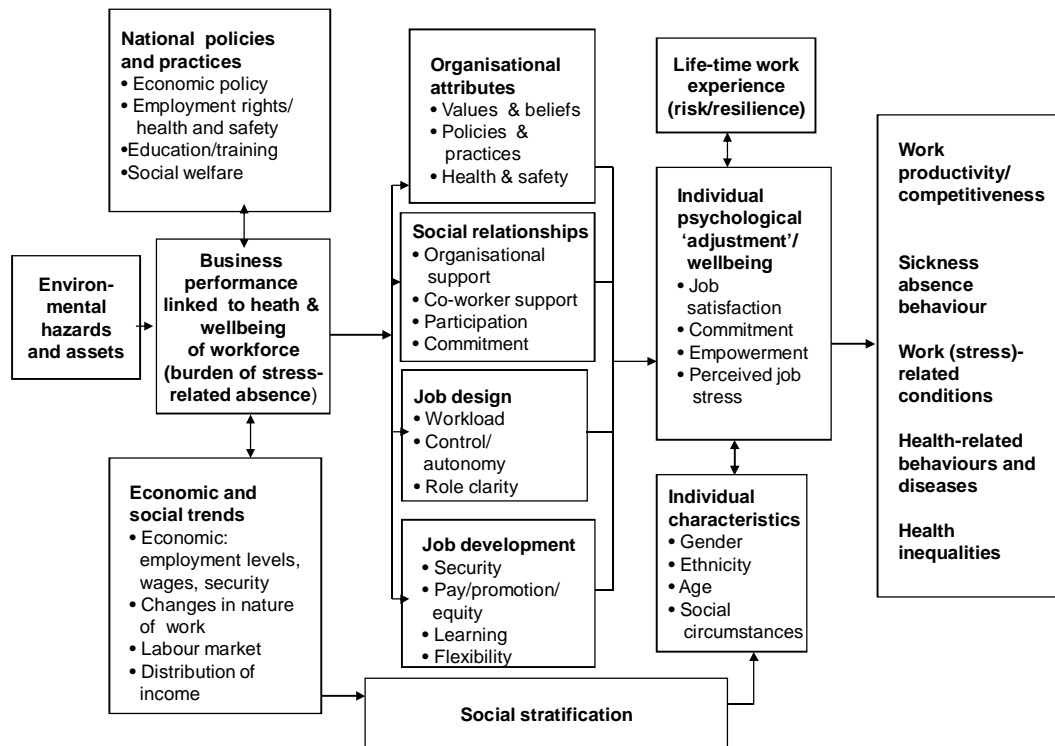 National policies
and practices
• Economic policy
• Employment rights/
health and safety
•Education/training
•Social welfare
Environ-
mental
hazards
and assets
Business
performance
linked to heath &
wellbeing
of workforce
(burden of stress-
related absence)
Economic and
social trends
• Economic:
employment levels,
wages, security
• Changes in nature
of work
• Labour market
• Distribution of
income
Organisational
attributes
• Values & beliefs
• Policies &
practices
• Health & safety
Social relationships
• Organisational
support
• Co-worker support
• Participation
• Commitment
Job design
• Workload
• Control/
autonomy
• Role clarity
Job development
• Security
• Pay/promotion/
equity
• Learning
• Flexibility
Social stratification
Life-time work
experience
(risk/resilience)
Individual
psychological
‘adjustment’/
wellbeing
• Job
satisfaction
• Commitment
• Empowerment
• Perceived job
stress
Individual
characteristics
• Gender
• Ethnicity
• Age
• Social
circumstances
Work
productivity/
competitiveness
Sickness
absence
behaviour
Work (stress)-
related
conditions
Health-related
behaviours and
diseases
Health
inequalities